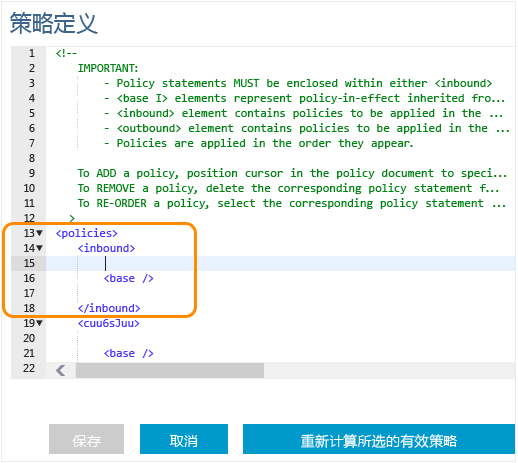 策略定义
1 <!--
2 IMPORTANT:
3 - Policy statements MUST be enclosed within either <inbound>
4 - <base I> elements represent policy-in-effect inherited fro...
5 - <inbound> element contains policies to be applied in the ...
6 - <outbound> element contains policies to be applied in the ...
7 - Policies are applied in the order they appear.
8
9 To ADD a policy, position cursor in the policy document to speci...
10 To REMOVE a policy, delete the corresponding policy statement f...
11 To RE-ORDER a policy, select the corresponding policy statement ...
12 >
13 <policies>
14 <inbound>
15
16 <base />
17
18 </inbound>
19 <cuu6sJuu>
20
21 <base />
22
保存 取消 重新计算所选的有效策略